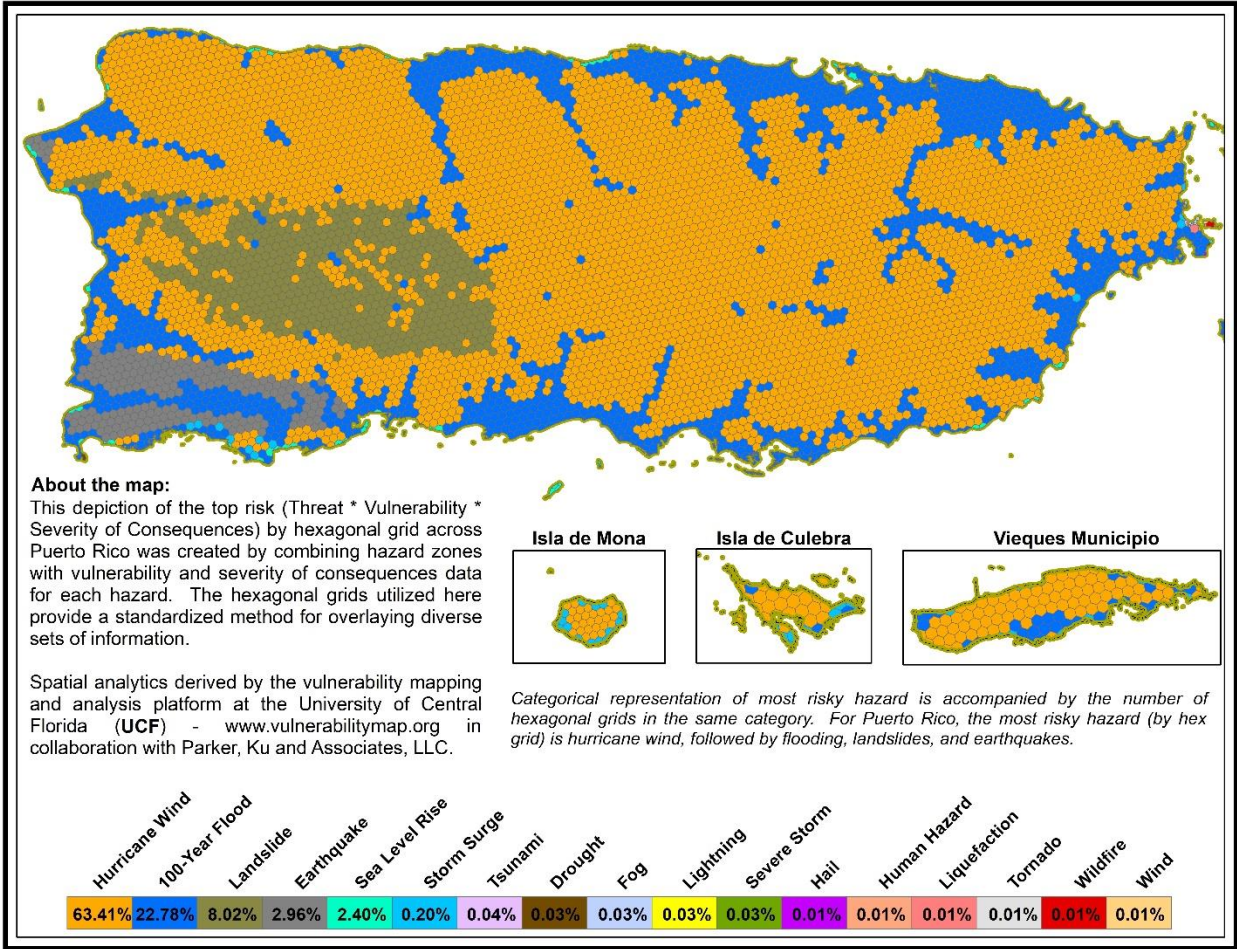 About the map:
This depiction of the top risk (Threat * Vulnerability *
Severity of Consequences) by hexagonal grid across
Puerto Rico was created by combining hazard zones
with vulnerability and severity of consequences data
for each hazard. The hexagonal grids utilized here
provide a standardized method for overlaying diverse
sets of information.
Spatial analytics derived by the vulnerability mapping
and analysis platform at the University of Central
Florida (UCF) - www.vulnerabilitymap.org in
collaboration with Parker, Ku and Associates, LLC.
Isla de Mona
Isla de Culebra
Vieques Municipio
Categorical representation of most risky hazard is accompanied by the number of
hexagonal grids in the same category. For Puerto Rico, the most risky hazard (by hex
grid) is hurricane wind, followed by flooding, landslides, and earthquakes.
Hurricane Wind
100-Year Flood
Landslide
Earthquake
Sea Level Rise
Storm Surge
Tsunami
Drought
Fog
Lightning
Severe Storm
Hail
Human Hazard
Liquefaction
Tornado
Wildfire
Wind
63.41% 22.78% 8.02% 2.96% 2.40% 0.20% 0.04% 0.03% 0.03% 0.03% 0.03% 0.01% 0.01% 0.01% 0.01% 0.01% 0.01%